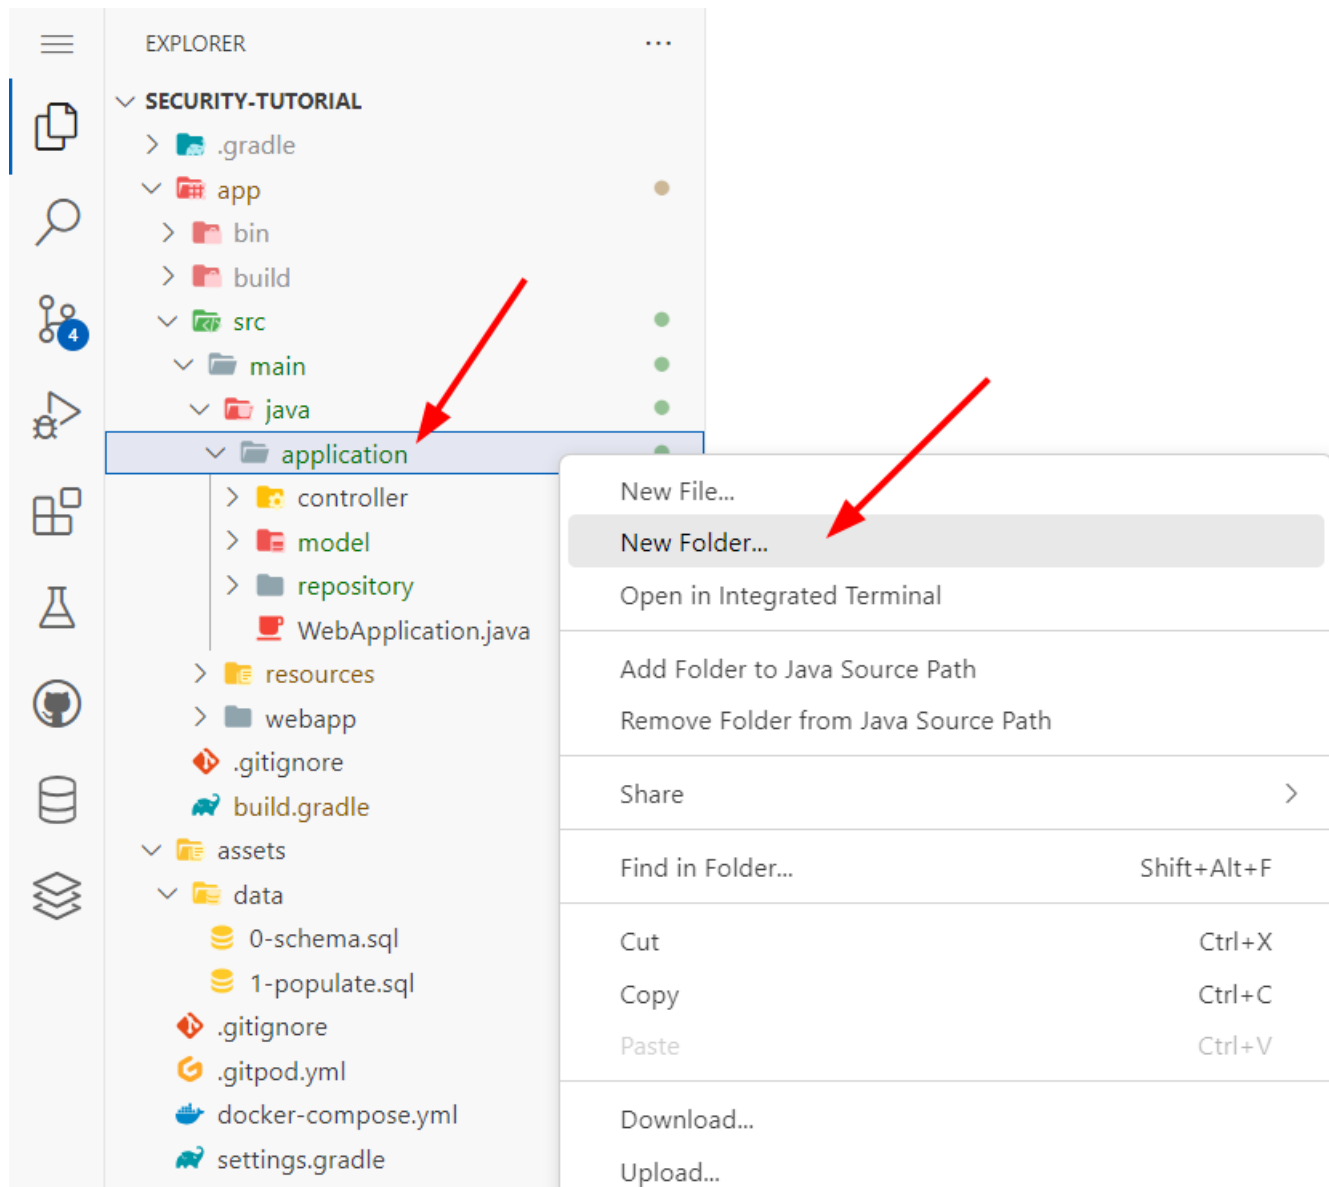 EXPLORER
SECURITY-TUTORIAL
.gradle
app
bin
build
src
4
main
java
application
controller
model
repository
WebApplication.java
resources
webapp
.gitignore
build.gradle
assets
data
0-schema.sql
1-populate.sql
.gitignore
.gitpod.yml
docker-compose.yml
settings.gradle
New File...
New Folder...
Open in Integrated Terminal
Add Folder to Java Source Path
Remove Folder from Java Source Path
Share
Find in Folder... Shift+Alt+F
Cut Ctrl+X
Copy Ctrl+C
Paste Ctrl+V
Download...
Upload...